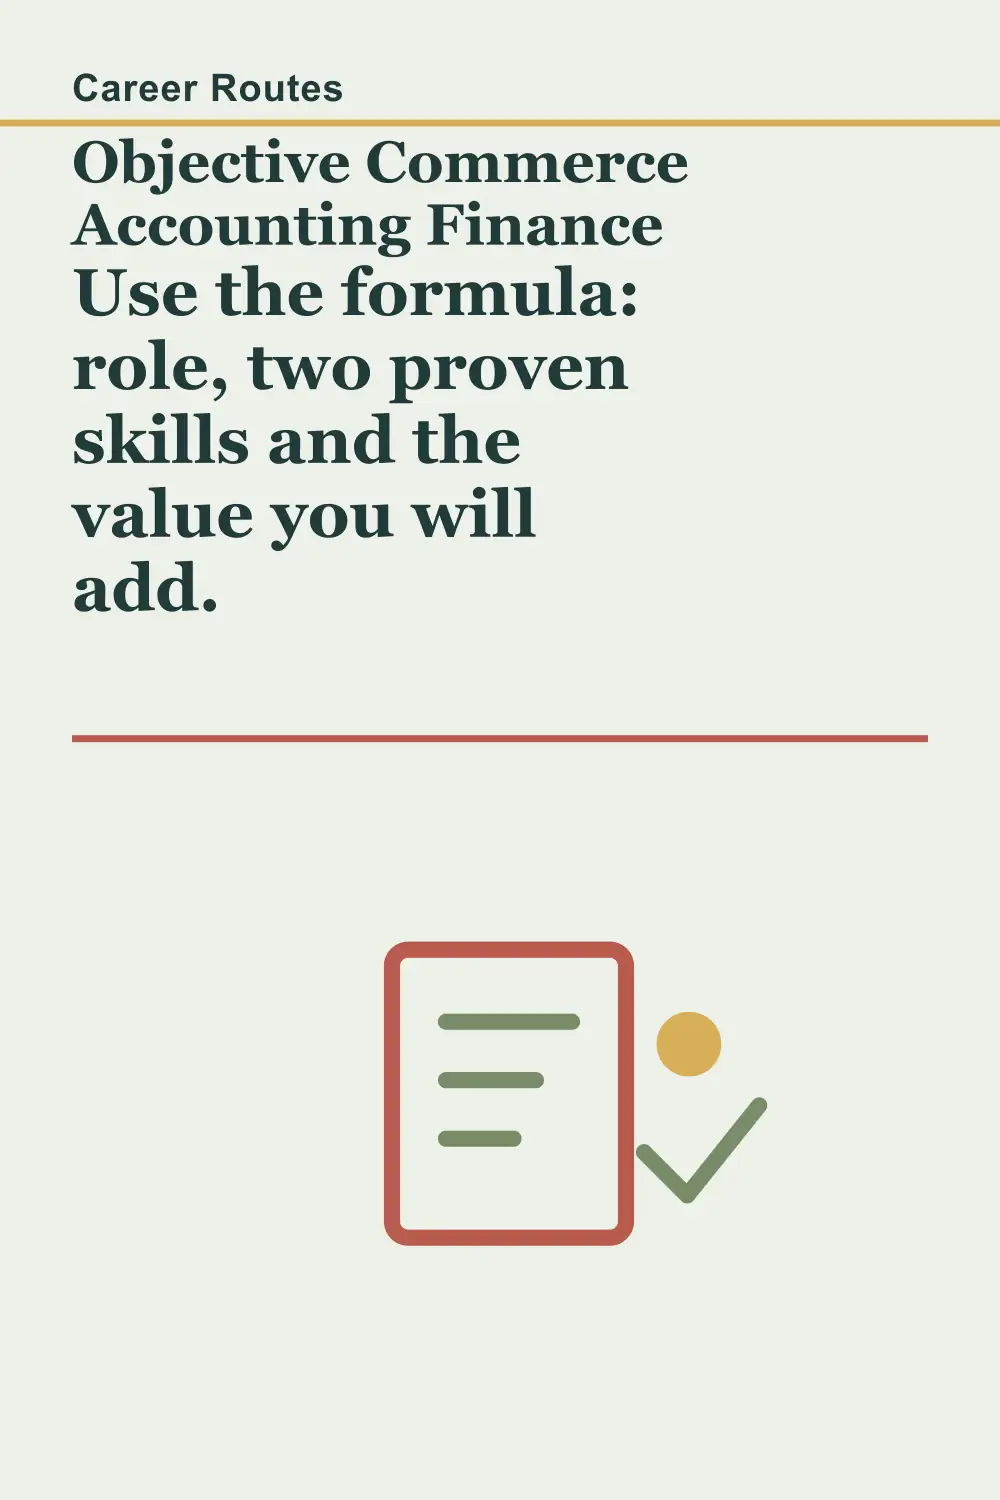 Career Routes
Objective Commerce
Accounting Finance
Use the formula:
role, two proven
skills and the
value you will
add.